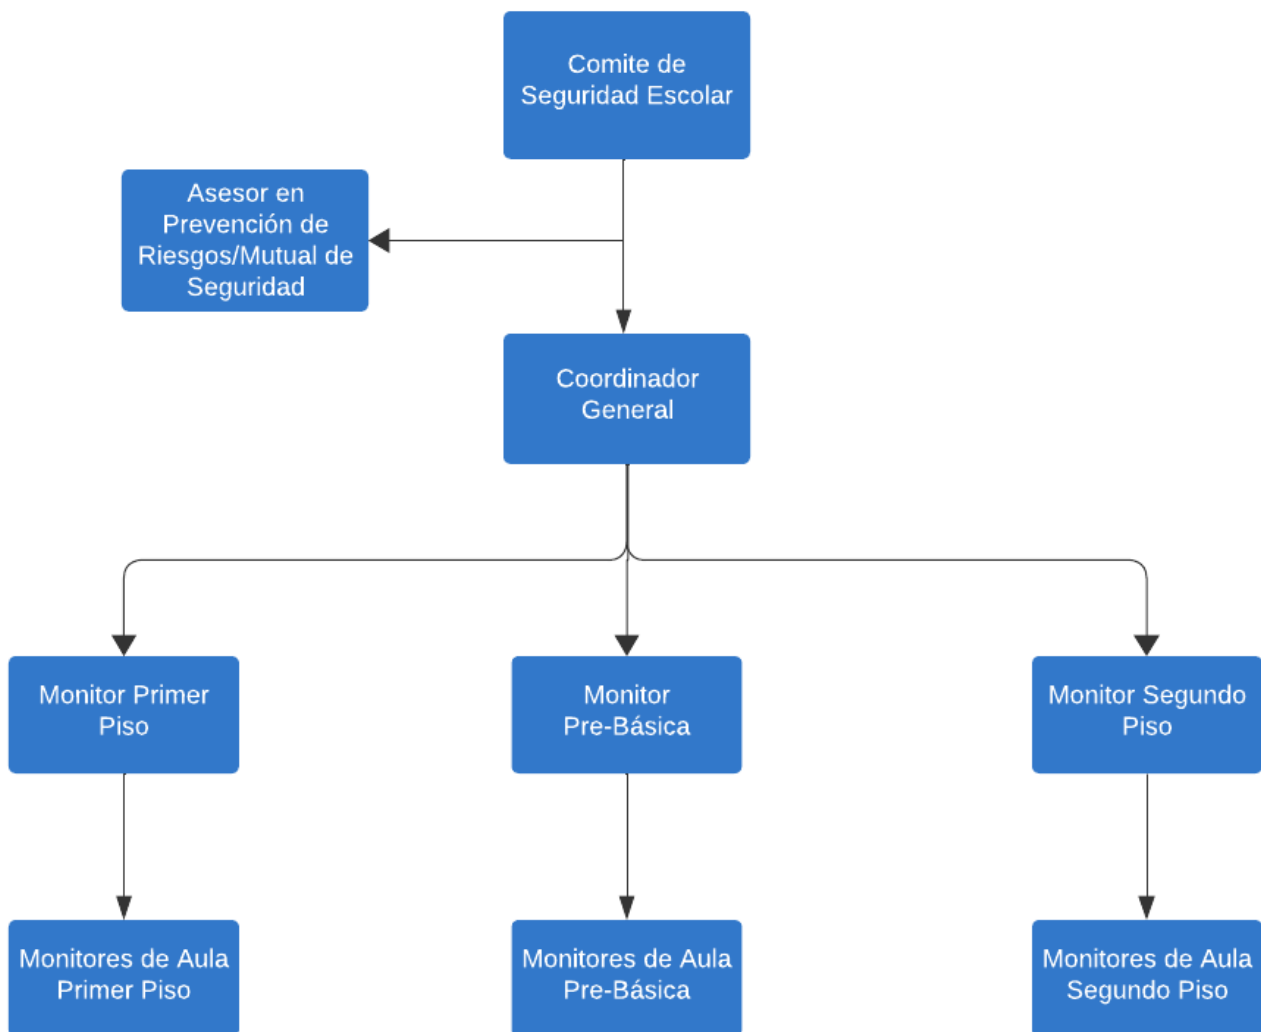 Comite de
Seguridad Escolar
Asesor en
Prevención de
Riesgos/Mutual de
Seguridad
Coordinador
General
Monitor Primer
Piso
Monitor
Pre-Básica
Monitor Segundo
Piso
Monitores de Aula
Primer Piso
Monitores de Aula
Pre-Básica
Monitores de Aula
Segundo Piso